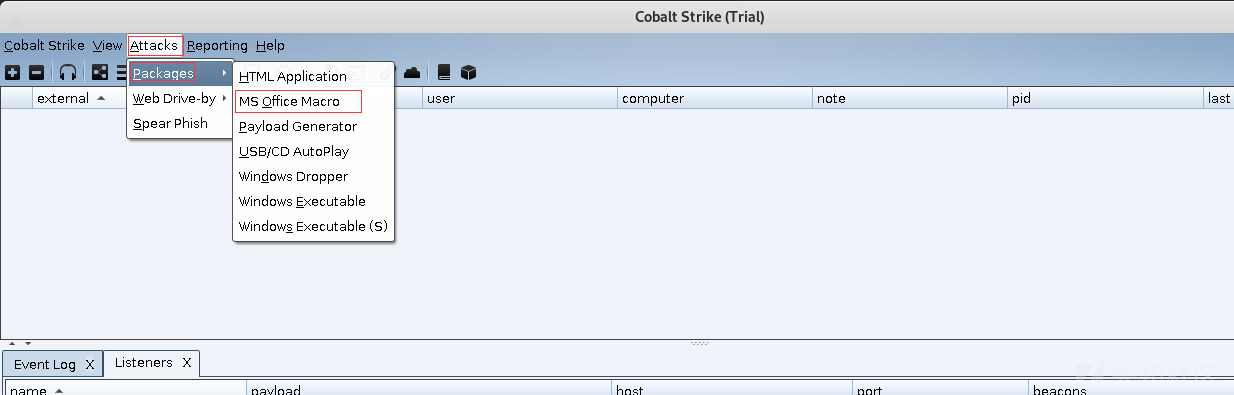 Cobalt Strike (Trial)
Cobalt Strike View Attacks Reporting Help
Packages
Web Drive-by
Spear Phish
HTML Application
MS Office Macro
Payload Generator
USB/CD AutoPlay
Windows Dropper
Windows Executable
Windows Executable (S)
external user computer note pid last
Event Log X Listeners X
name payload host port beacons